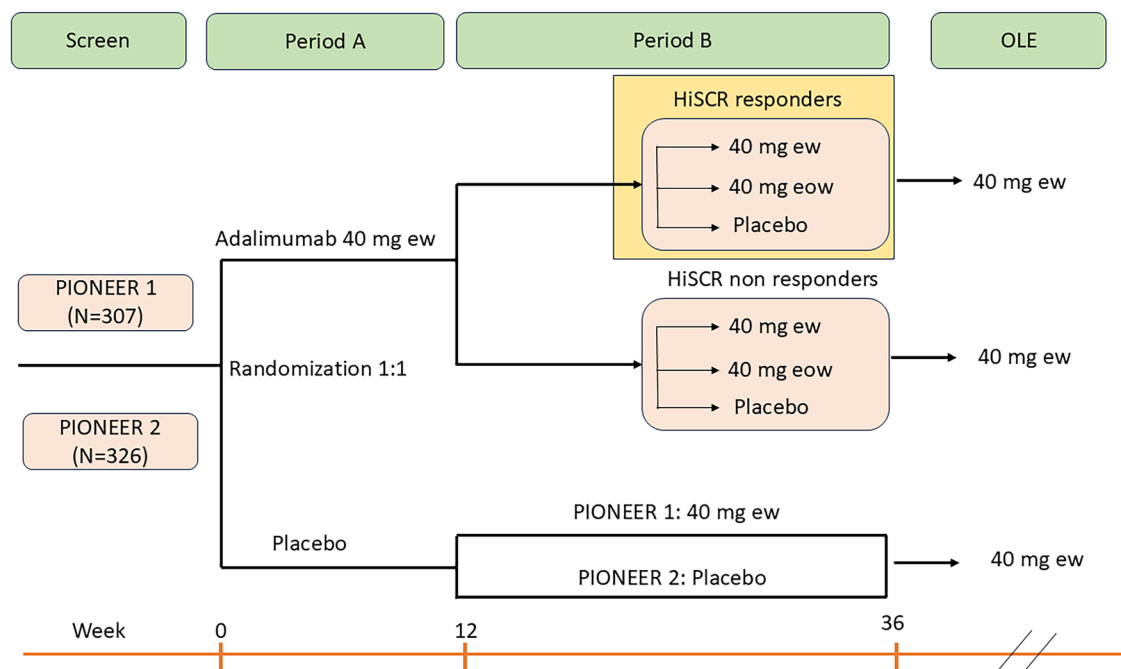 Screen
Period A
Period B
OLE
HiSCR responders
40 mg ew
40 mg eow
Placebo
40 mg ew
Adalimumab 40 mg ew
HiSCR non responders
PIONEER 1
(N=307)
40 mg ew
40 mg eow
Placebo
40 mg ew
Randomization 1:1
PIONEER 2
(N=326)
PIONEER 1: 40 mg ew
Placebo
PIONEER 2: Placebo
40 mg ew
Week
0
12
36